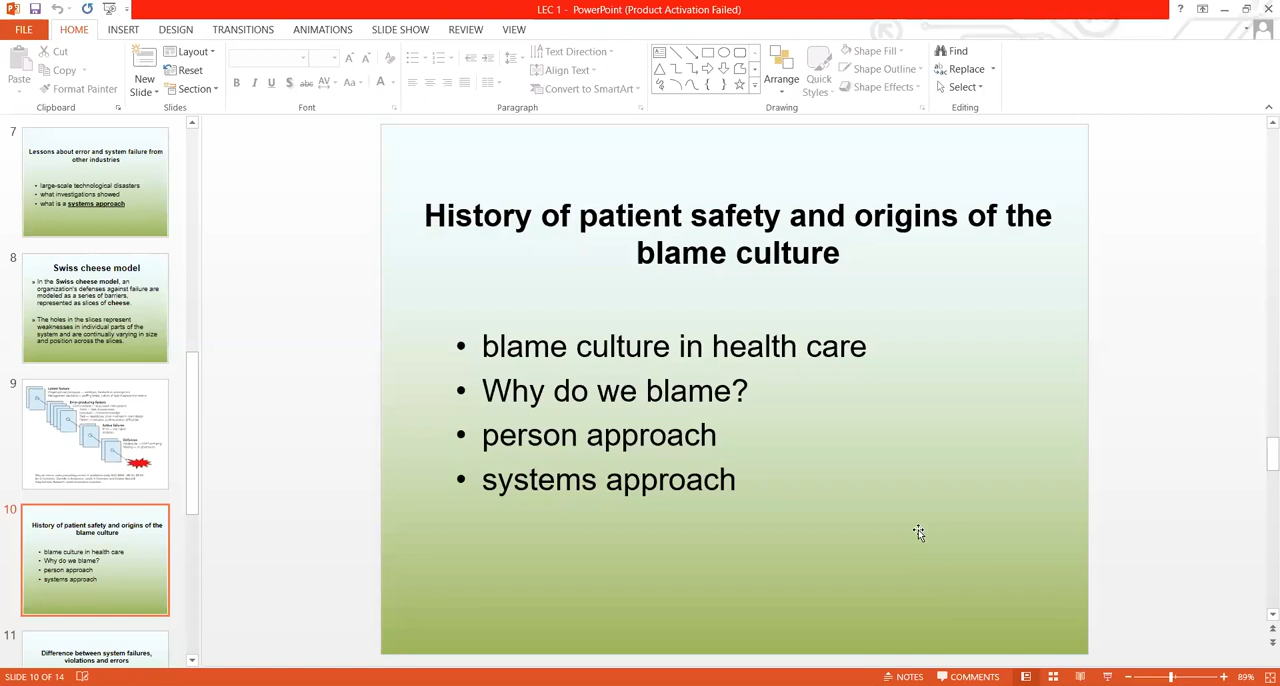 LEC 1 - PowerPoint (Product Activation Failed)
FILE
HOME
INSERT
DESIGN
TRANSITIONS
ANIMATIONS
SLIDE SHOW
REVIEW
VIEW
Paste
Cut
Copy
Format Painter
Clipboard
New
Slide
Layout
Reset
Section
Slides
B I U S abc AV Aa A
Font
Text Direction
Align Text
Convert to SmartArt
Paragraph
Arrange
Quick
Styles
Shape Fill
Shape Outline
Shape Effects
Drawing
Find
Replace
Select
Editing
7
Lessons about error and system failure from
other industries
• large-scale technological disasters
• what investigations showed
• what is a systems approach
8
Swiss cheese model
» In the Swiss cheese model, an
organization's defenses against failure are
modeled as a series of barriers,
represented as slices of cheese.
» The holes in the slices represent
weaknesses in individual parts of the
system and are continually varying in size
and position across the slices.
9
10
History of patient safety and origins of the
blame culture
• blame culture in health care
• Why do we blame?
• person approach
• systems approach
11
Difference between system failures,
violations and errors
History of patient safety and origins of the
blame culture
• blame culture in health care
• Why do we blame?
• person approach
• systems approach
SLIDE 10 OF 14
NOTES
COMMENTS
89%